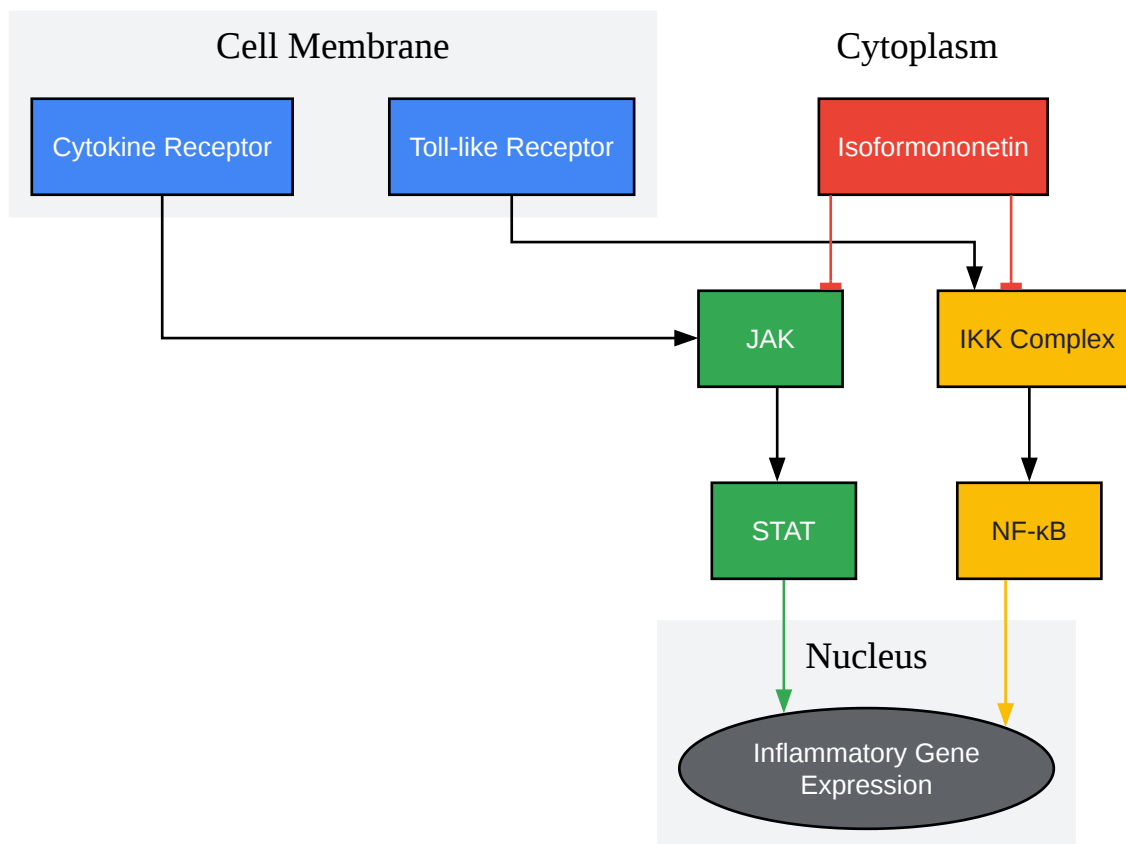 Cell Membrane
Cytoplasm
Cytokine Receptor
Toll-like Receptor
Isoformononetin
JAK
IKK Complex
STAT
NF-κB
Nucleus
Inflammatory Gene
Expression